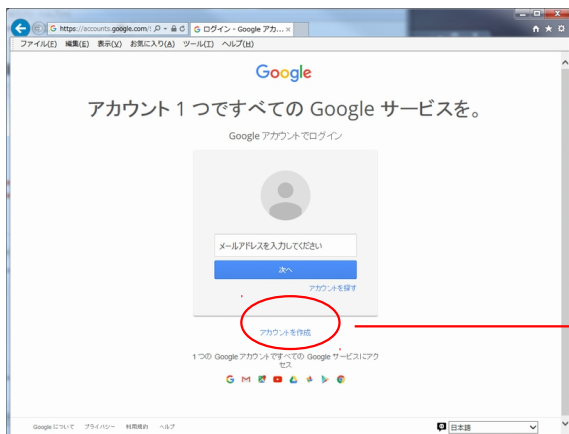 https://accounts.google.com/
G ログイン - Google アカ... ×
ファイル(F) 編集(E) 表示(V) お気に入り(A) ツール(T) ヘルプ(H)
Google
アカウント 1 つですべての Google サービスを。
Google アカウントでログイン
メールアドレスを入力してください
次へ
アカウントを探す
アカウントを作成
1 つの Google アカウントですべての Google サービスにアク
セス
Google について プライバシー 利用規約 ヘルプ
日本語